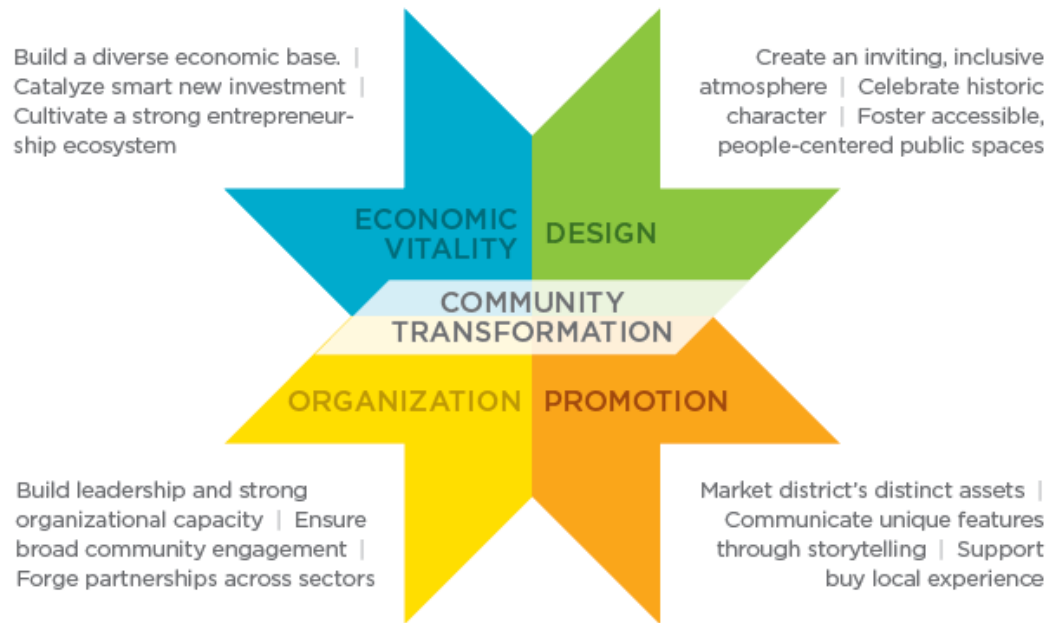 Build a diverse economic base. |
Catalyze smart new investment |
Cultivate a strong entrepreneur-
ship ecosystem
Create an inviting, inclusive
atmosphere | Celebrate historic
character | Foster accessible,
people-centered public spaces
ECONOMIC
VITALITY
DESIGN
COMMUNITY
TRANSFORMATION
ORGANIZATION
PROMOTION
Build leadership and strong
organizational capacity | Ensure
broad community engagement |
Forge partnerships across sectors
Market district's distinct assets |
Communicate unique features
through storytelling | Support
buy local experience